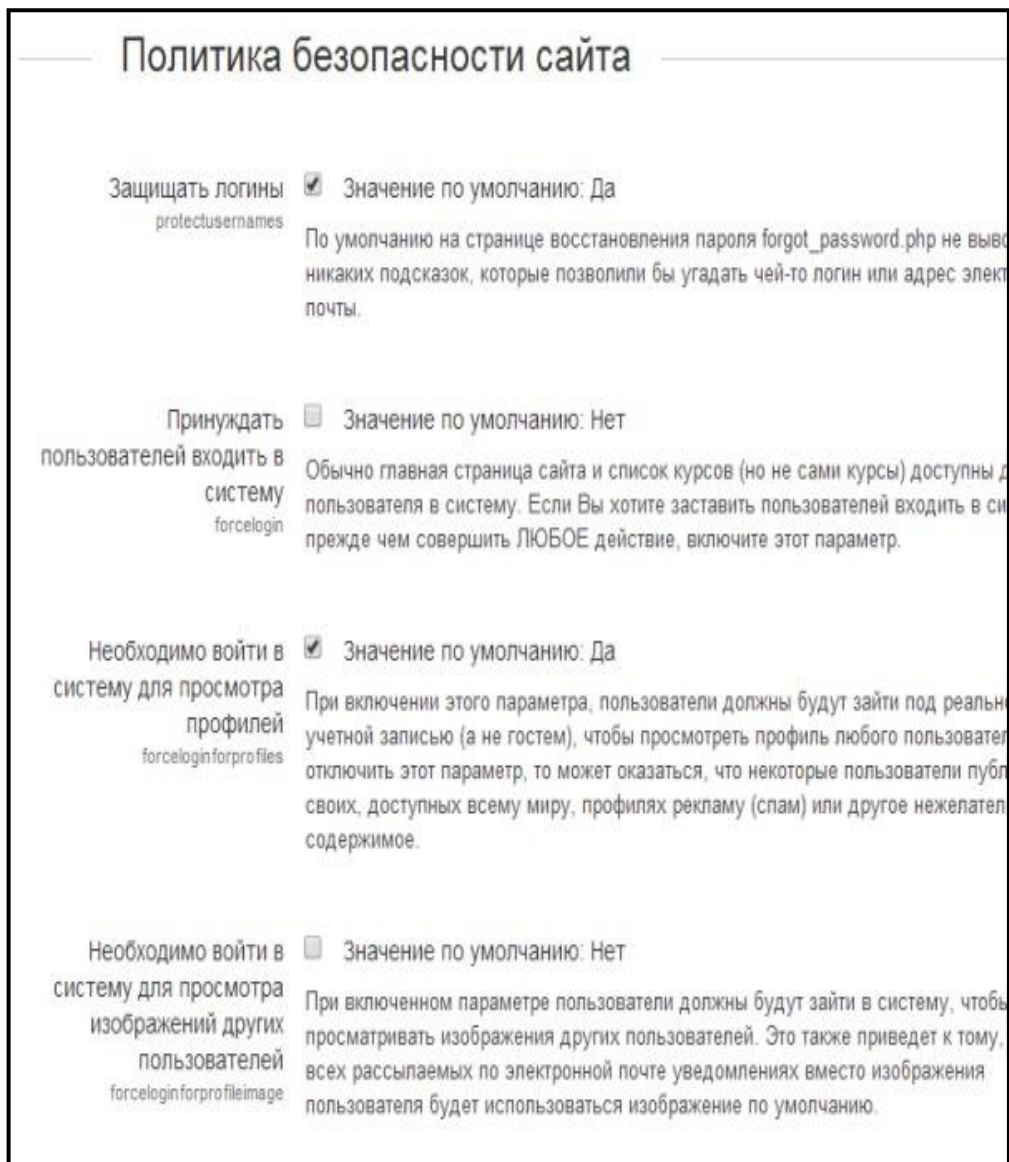 Политика безопасности сайта
Защищать логины
protectusernames
Значение по умолчанию: Да
По умолчанию на странице восстановления пароля forgot_password.php не
никаких подсказок, которые позволили бы угадать чей-то логин или адрес
почты.
Принуждать
пользователей входить в
систему
forcelogin
Значение по умолчанию: Нет
Обычно главная страница сайта и список курсов (но не сами курсы) доступны
пользователя в систему. Если Вы хотите заставить пользователей входить в
прежде чем совершить ЛЮБОЕ действие, включите этот параметр.
Необходимо войти в
систему для просмотра
профилей
forceloginforprofiles
Значение по умолчанию: Да
При включении этого параметра, пользователи должны будут зайти под
учетной записью (а не гостем), чтобы просмотреть профиль любого
отключить этот параметр, то может оказаться, что некоторые пользователи
своих, доступных всему миру, профилях рекламу (спам) или другое
содержимое.
Необходимо войти в
систему для просмотра
изображений других
пользователей
forceloginforprofileimage
Значение по умолчанию: Нет
При включенном параметре пользователи должны будут зайти в систему, чтобы
просматривать изображения других пользователей. Это также приведет к тому,
всех рассылаемых по электронной почте уведомлениях вместо изображения
пользователя будет использоваться изображение по умолчанию.